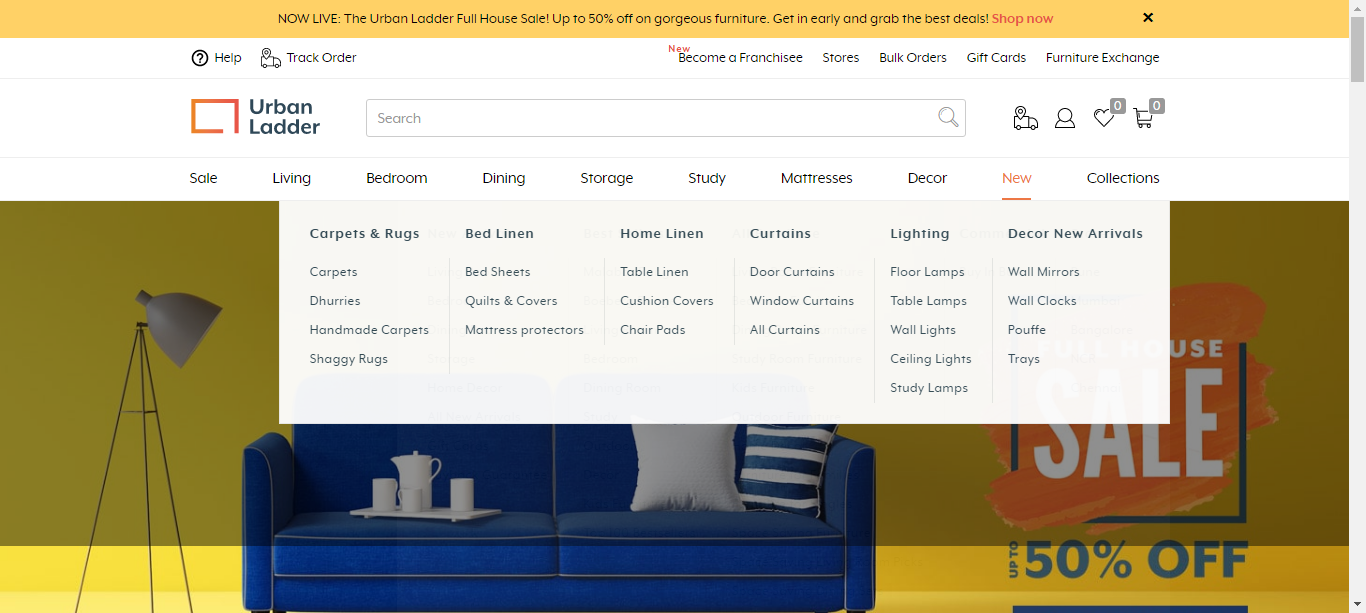 NOW LIVE: The Urban Ladder Full House Sale! Up to 50% off on gorgeous furniture. Get in early and grab the best deals! Shop now
Help Track Order New Become a Franchisee Stores Bulk Orders Gift Cards Furniture Exchange
Urban
Ladder
Search
0 0
Sale Living Bedroom Dining Storage Study Mattresses Decor New Collections
Carpets & Rugs Bed Linen Home Linen Curtains Lighting Decor New Arrivals
Carpets Bed Sheets Table Linen Door Curtains Floor Lamps Wall Mirrors
Dhurries Quilts & Covers Cushion Covers Window Curtains Table Lamps Wall Clocks
Handmade Carpets Mattress protectors Chair Pads All Curtains Wall Lights Pouffe
Shaggy Rugs Ceiling Lights Trays
Study Lamps
FULL HOUSE
SALE
UP TO 50% OFF